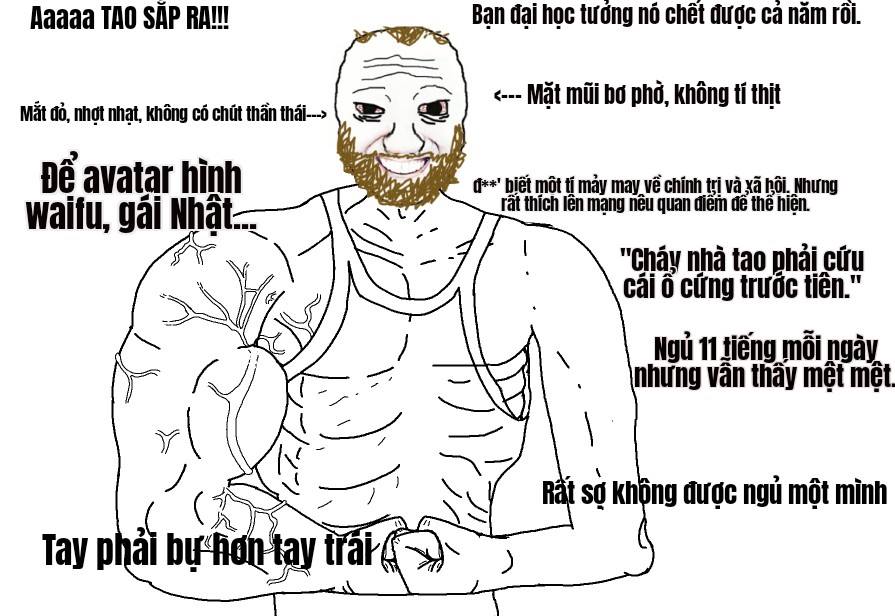 Aaaaa TAO SẮP RA!!!
Bạn đại học tưởng nó chết được cả năm rồi.
<--- Mặt mũi bơ phờ, không tí thịt
Mắt đỏ, nhợt nhạt, không có chút thần thái--->
Để avatar hình
waifu, gái Nhật...
đ**' biết một tí mảy may về chính trị và xã hội. Nhưng
rất thích lên mạng nêu quan điểm để thể hiện.
"Cháy nhà tao phải cứu
cái ổ cứng trước tiên."
Ngủ 11 tiếng mỗi ngày
nhưng vẫn thấy mệt mệt.
Rất sợ không được ngủ một mình
Tay phải bự hơn tay trái